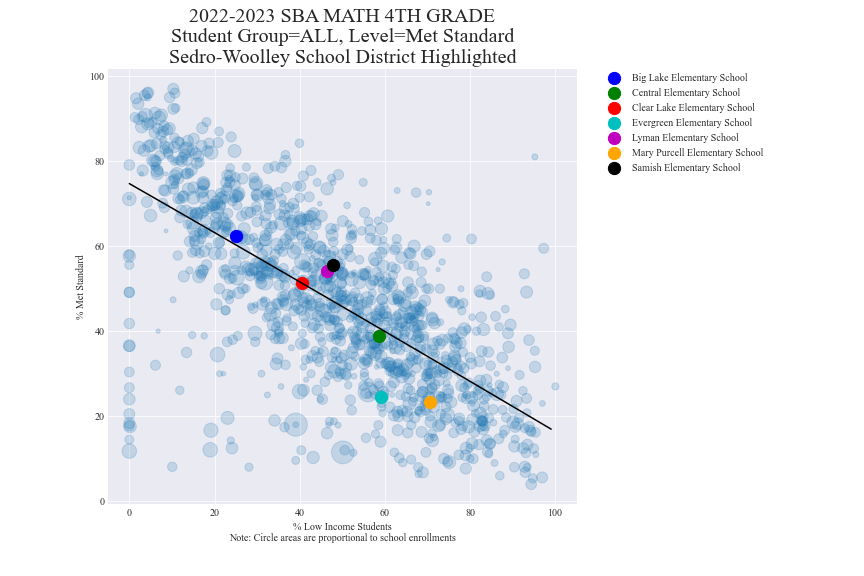 2022-2023 SBA MATH 4TH GRADE
Student Group=ALL, Level=Met Standard
Sedro-Woolley School District Highlighted
Big Lake Elementary School
Central Elementary School
Clear Lake Elementary School
Evergreen Elementary School
Lyman Elementary School
Mary Purcell Elementary School
Samish Elementary School
% Met Standard
100
80
60
40
20
0
0 20 40 60 80 100
% Low Income Students
Note: Circle areas are proportional to school enrollments